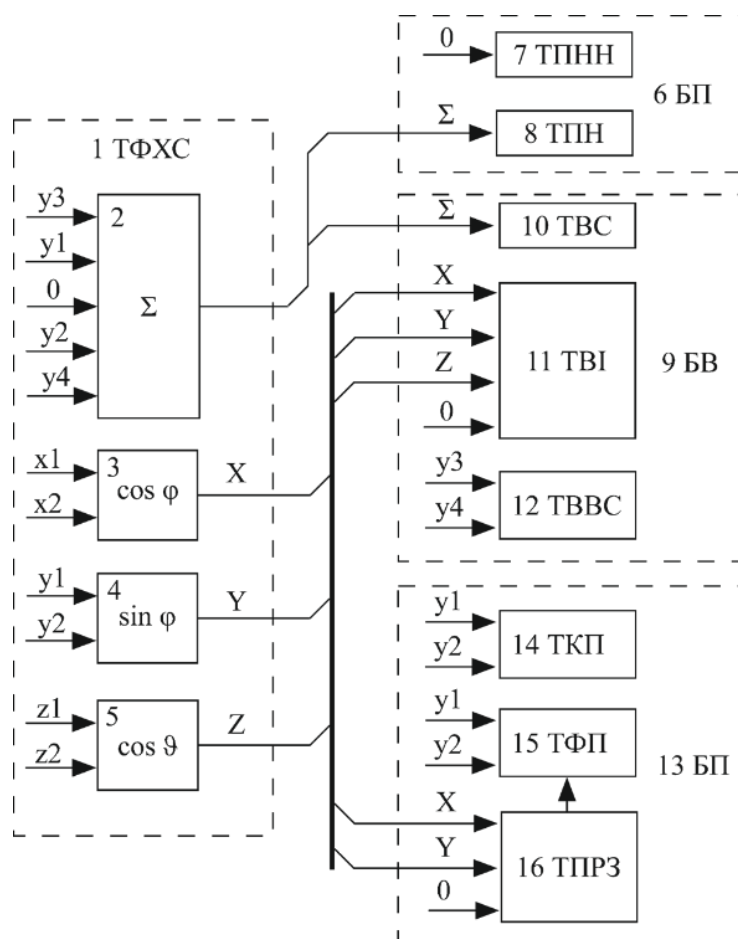 0
7 ТПНН
6 БП
Σ
8 ТПН
1 ТФХС
y3
2
y1
0
Σ
y2
y4
Σ
10 ТВС
X
Y
Z
11 ТВІ
9 БВ
0
x1
3
cos φ
X
x2
y3
12 ТВВС
y4
y1
4
sin φ
Y
y2
y1
14 ТКП
y2
z1
5
cos ϑ
Z
z2
y1
15 ТФП
y2
13 БП
X
Y
16 ТПРЗ
0